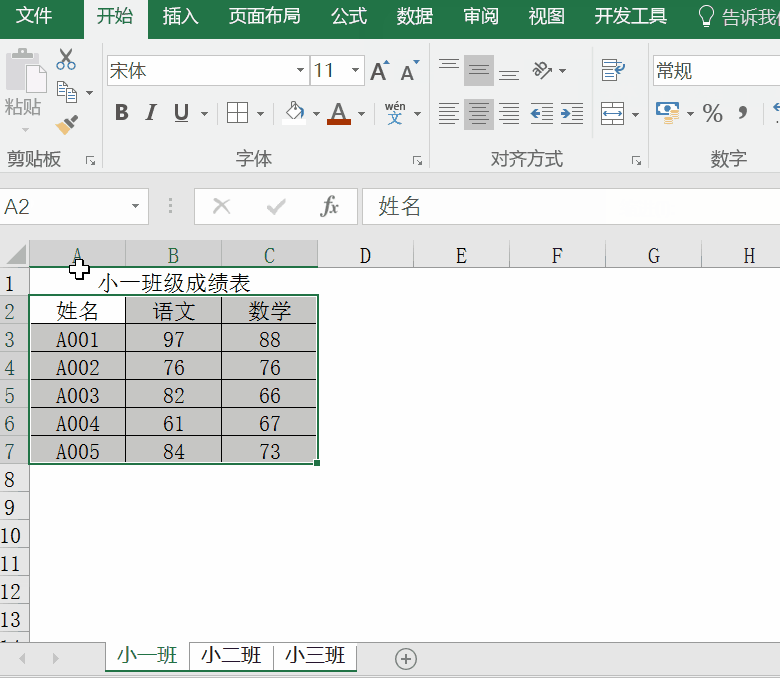 文件 开始 插入 页面布局 公式 数据 审阅 视图 开发工具 告诉我
宋体 11 A A 常规
粘贴 B I U A wén 文 % ,
剪贴板 字体 对齐方式 数字
A2 fx 姓名
A B C D E F G H
1 小一班级成绩表
2 姓名 语文 数学
3 A001 97 88
4 A002 76 76
5 A003 82 66
6 A004 61 67
7 A005 84 73
8
9
10
11
12
13
小一班 小二班 小三班